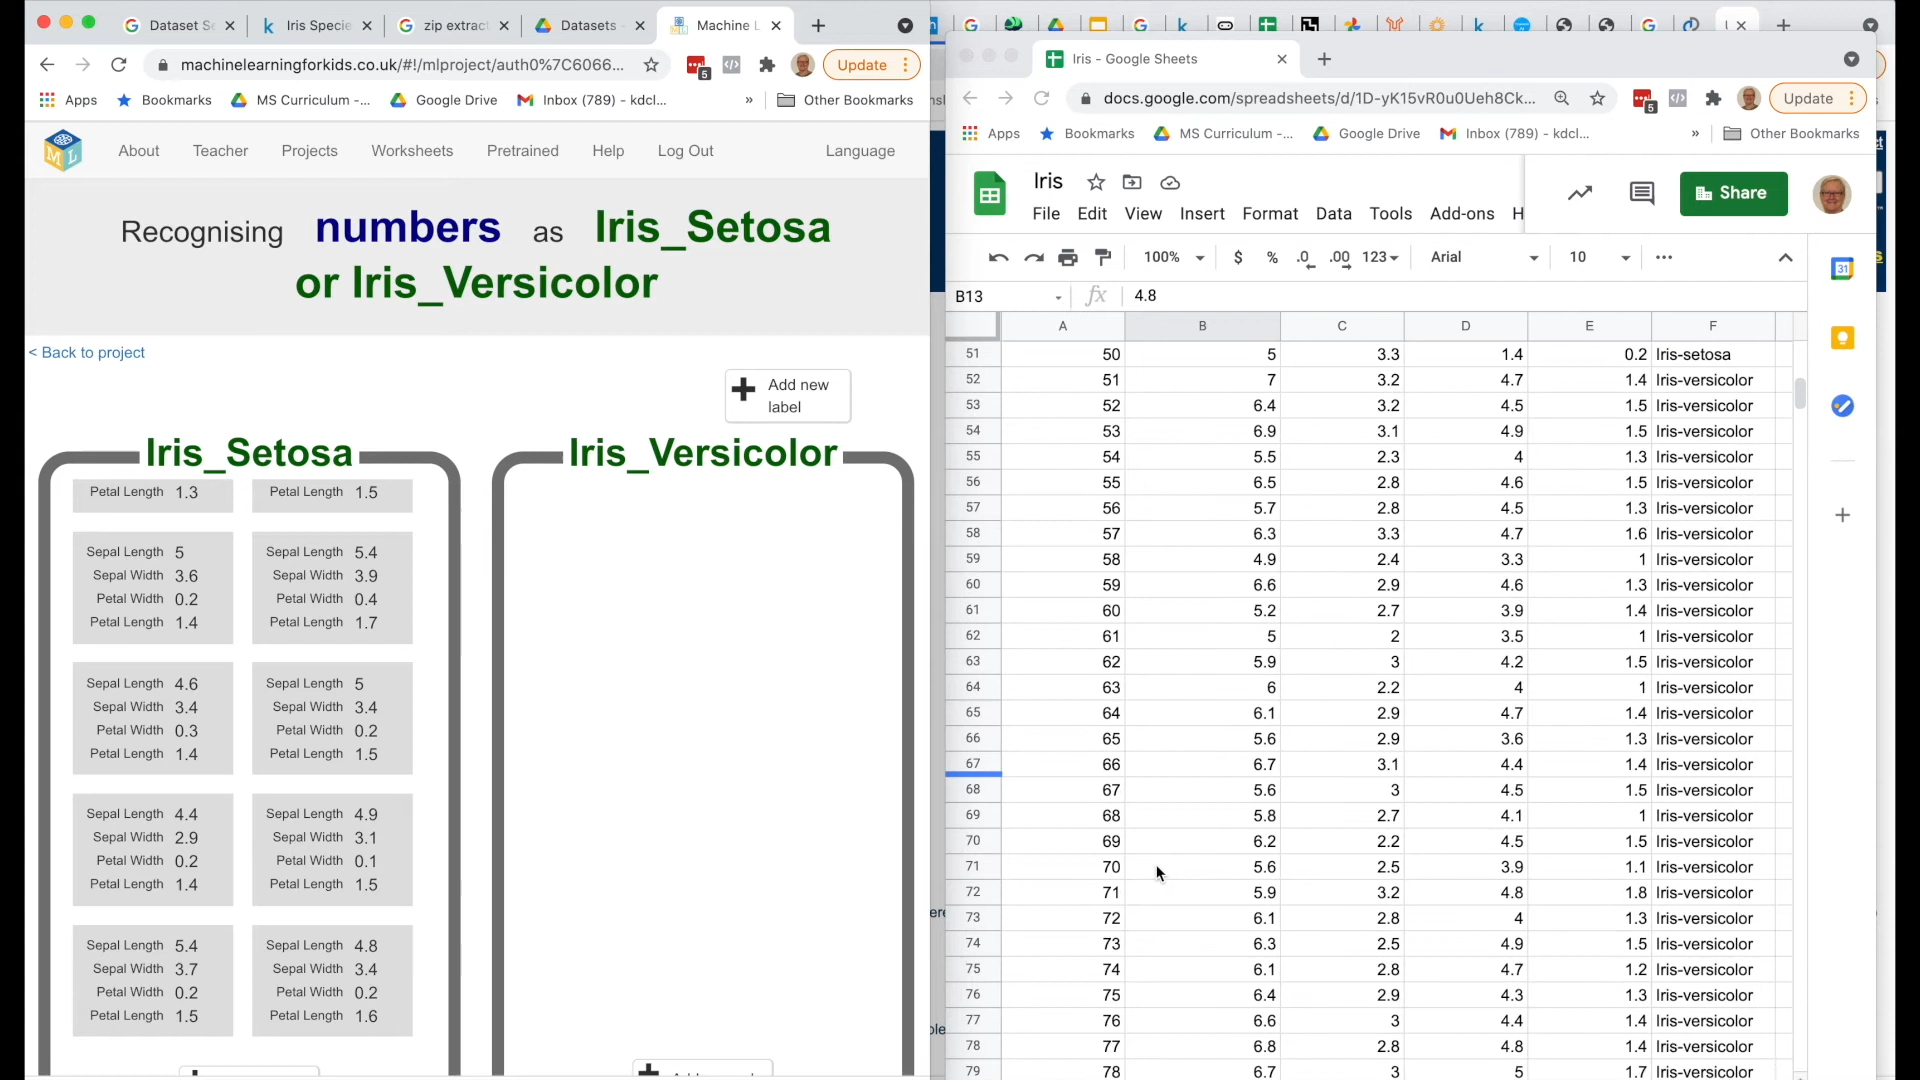 Dataset S
Iris Specie
zip extrac
Datasets -
Machine L
machinelearningforkids.co.uk/#!/mlproject/auth0%7C6066...
5
Update
Apps
Bookmarks
MS Curriculum -...
Google Drive
Inbox (789) - kdcl...
»
Other Bookmarks
About
Teacher
Projects
Worksheets
Pretrained
Help
Log Out
Language
Recognising numbers as Iris_Setosa
or Iris_Versicolor
< Back to project
Add new
label
Iris_Setosa
Petal Length 1.3
Petal Length 1.5
Sepal Length 5
Sepal Width 3.6
Petal Width 0.2
Petal Length 1.4
Sepal Length 5.4
Sepal Width 3.9
Petal Width 0.4
Petal Length 1.7
Sepal Length 4.6
Sepal Width 3.4
Petal Width 0.3
Petal Length 1.4
Sepal Length 5
Sepal Width 3.4
Petal Width 0.2
Petal Length 1.5
Sepal Length 4.4
Sepal Width 2.9
Petal Width 0.2
Petal Length 1.4
Sepal Length 4.9
Sepal Width 3.1
Petal Width 0.1
Petal Length 1.5
Sepal Length 5.4
Sepal Width 3.7
Petal Width 0.2
Petal Length 1.5
Sepal Length 4.8
Sepal Width 3.4
Petal Width 0.2
Petal Length 1.6
Iris_Versicolor
Iris - Google Sheets
docs.google.com/spreadsheets/d/1D-yK15vR0u0Ueh8Ck...
5
Update
Apps
Bookmarks
MS Curriculum -...
Google Drive
Inbox (789) - kdcl...
»
Other Bookmarks
Iris
File Edit View Insert Format Data Tools Add-ons H
Share
100% $ % .0 .00 123 Arial 10
31
B13 fx 4.8
A B C D E F
51 50 5 3.3 1.4 0.2 Iris-setosa
52 51 7 3.2 4.7 1.4 Iris-versicolor
53 52 6.4 3.2 4.5 1.5 Iris-versicolor
54 53 6.9 3.1 4.9 1.5 Iris-versicolor
55 54 5.5 2.3 4 1.3 Iris-versicolor
56 55 6.5 2.8 4.6 1.5 Iris-versicolor
57 56 5.7 2.8 4.5 1.3 Iris-versicolor
58 57 6.3 3.3 4.7 1.6 Iris-versicolor
59 58 4.9 2.4 3.3 1 Iris-versicolor
60 59 6.6 2.9 4.6 1.3 Iris-versicolor
61 60 5.2 2.7 3.9 1.4 Iris-versicolor
62 61 5 2 3.5 1 Iris-versicolor
63 62 5.9 3 4.2 1.5 Iris-versicolor
64 63 6 2.2 4 1 Iris-versicolor
65 64 6.1 2.9 4.7 1.4 Iris-versicolor
66 65 5.6 2.9 3.6 1.3 Iris-versicolor
67 66 6.7 3.1 4.4 1.4 Iris-versicolor
68 67 5.6 3 4.5 1.5 Iris-versicolor
69 68 5.8 2.7 4.1 1 Iris-versicolor
70 69 6.2 2.2 4.5 1.5 Iris-versicolor
71 70 5.6 2.5 3.9 1.1 Iris-versicolor
72 71 5.9 3.2 4.8 1.8 Iris-versicolor
73 72 6.1 2.8 4 1.3 Iris-versicolor
74 73 6.3 2.5 4.9 1.5 Iris-versicolor
75 74 6.1 2.8 4.7 1.2 Iris-versicolor
76 75 6.4 2.9 4.3 1.3 Iris-versicolor
77 76 6.6 3 4.4 1.4 Iris-versicolor
78 77 6.8 2.8 4.8 1.4 Iris-versicolor
79 78 6.7 3 5 1.7 Iris-versicolor